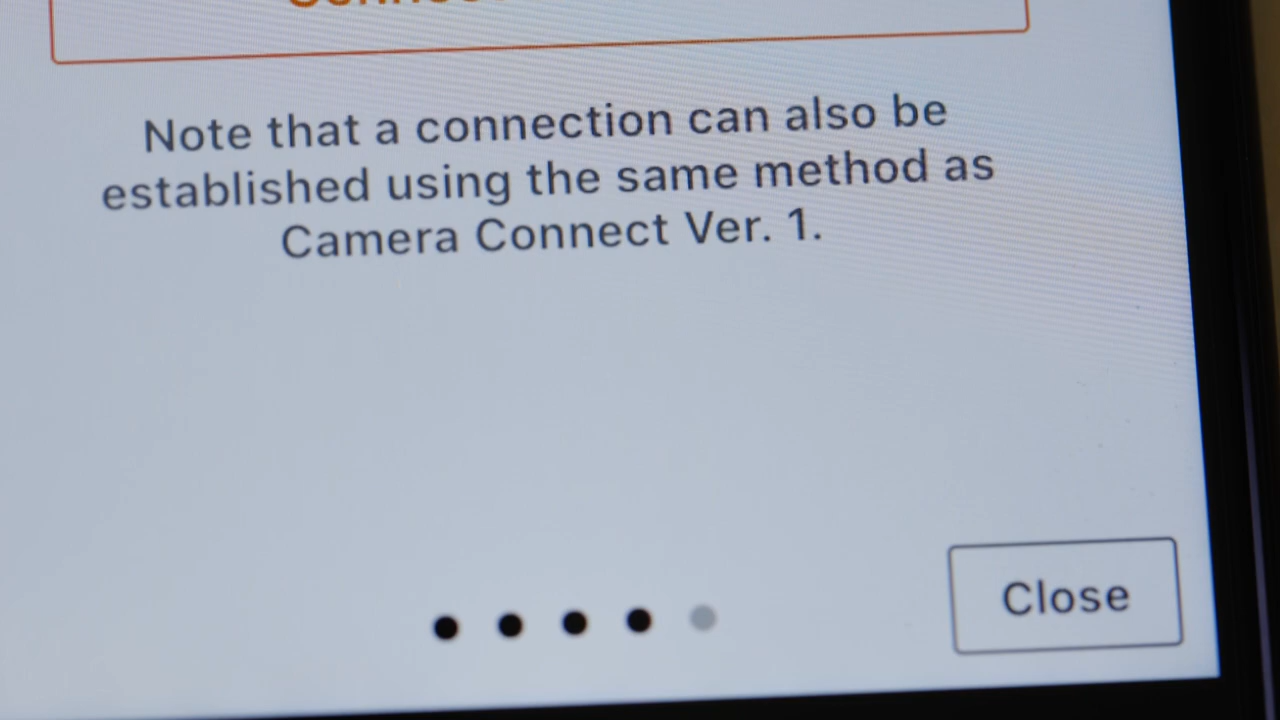 Note that a connection can also be
established using the same method as
Camera Connect Ver. 1.
Close